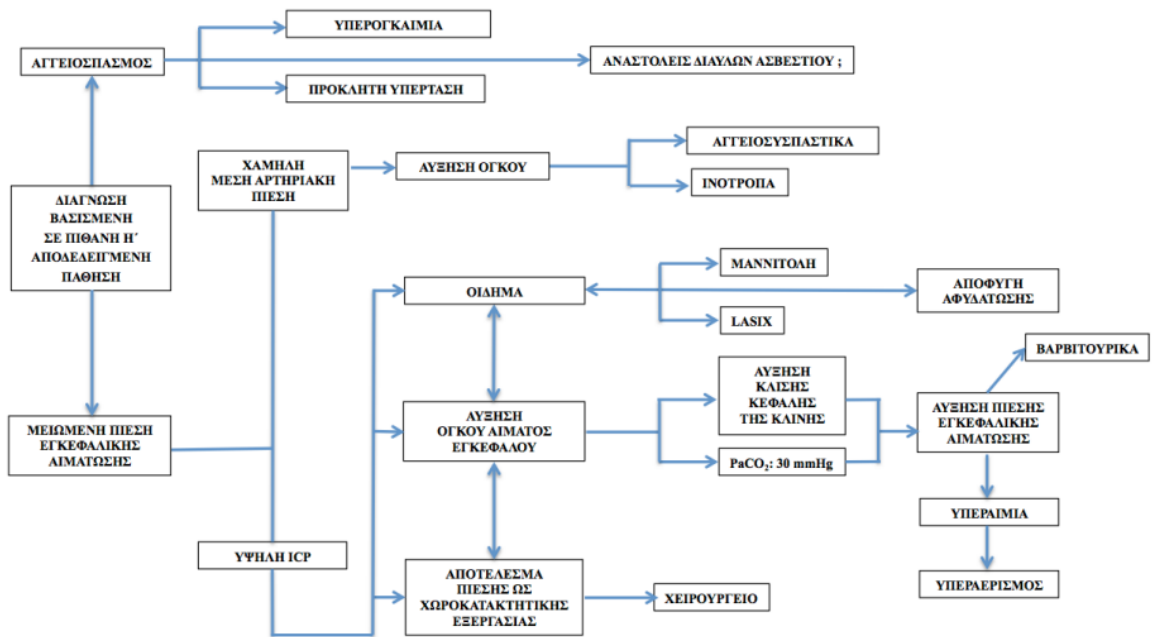 ΥΠΕΡΟΓΚΑΙΜΙΑ
ΑΓΓΕΙΟΣΠΑΣΜΟΣ
ΑΝΑΣΤΟΛΕΙΣ ΔΙΑΥΛΩΝ ΑΣΒΕΣΤΙΟΥ ;
ΠΡΟΚΛΗΤΗ ΥΠΕΡΤΑΣΗ
ΧΑΜΗΛΗ
ΜΕΣΗ ΑΡΤΗΡΙΑΚΗ
ΠΙΕΣΗ
ΑΥΞΗΣΗ ΟΓΚΟΥ
ΑΓΓΕΙΟΣΥΣΠΑΣΤΙΚΑ
ΙΝΟΤΡΟΠΑ
ΔΙΑΓΝΩΣΗ
ΒΑΣΙΣΜΕΝΗ
ΣΕ ΠΙΘΑΝΗ Η΄
ΑΠΟΔΕΔΕΙΓΜΕΝΗ
ΠΑΘΗΣΗ
ΟΙΔΗΜΑ
ΜΑΝΝΙΤΟΛΗ
LASIX
ΑΠΟΦΥΓΗ
ΑΦΥΔΑΤΩΣΗΣ
ΒΑΡΒΙΤΟΥΡΙΚΑ
ΜΕΙΩΜΕΝΗ ΠΙΕΣΗ
ΕΓΚΕΦΑΛΙΚΗΣ
ΑΙΜΑΤΩΣΗΣ
ΑΥΞΗΣΗ
ΟΓΚΟΥ ΑΙΜΑΤΟΣ
ΕΓΚΕΦΑΛΟΥ
ΑΥΞΗΣΗ
ΚΛΙΣΗΣ
ΚΕΦΑΛΗΣ
ΤΗΣ ΚΛΙΝΗΣ
PaCO₂: 30 mmHg
ΑΥΞΗΣΗ ΠΙΕΣΗΣ
ΕΓΚΕΦΑΛΙΚΗΣ
ΑΙΜΑΤΩΣΗΣ
ΥΠΕΡΑΙΜΙΑ
ΥΠΕΡΑΕΡΙΣΜΟΣ
ΥΨΗΛΗ ICP
ΑΠΟΤΕΛΕΣΜΑ
ΠΙΕΣΗΣ ΩΣ
ΧΩΡΟΚΑΤΑΚΤΗΤΙΚΗΣ
ΕΞΕΡΓΑΣΙΑΣ
ΧΕΙΡΟΥΡΓΕΙΟ